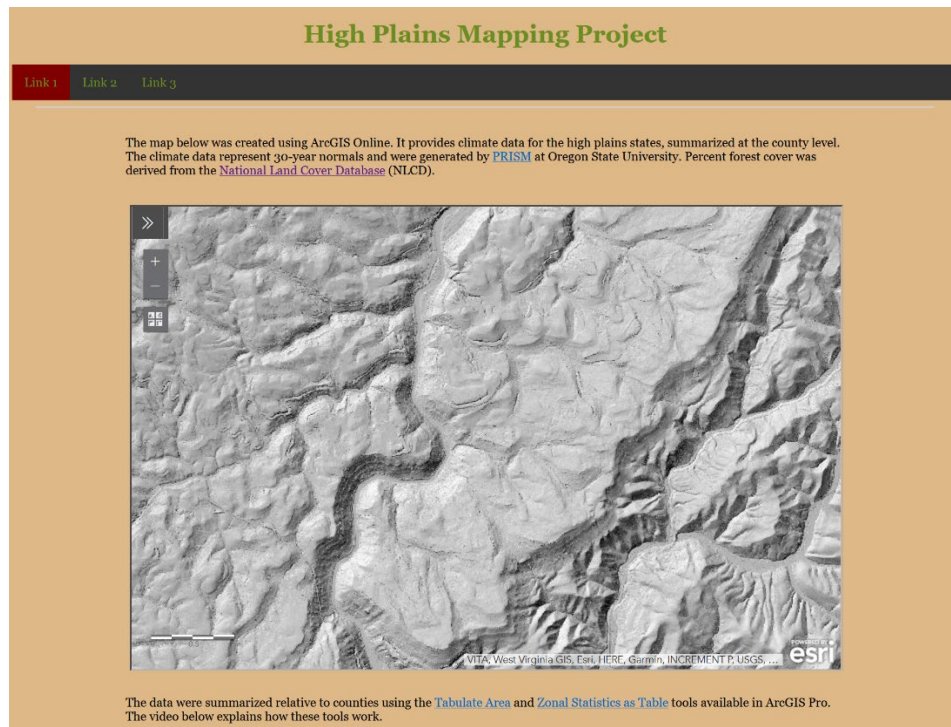 High Plains Mapping Project
Link 1 Link 2 Link 3
The map below was created using ArcGIS Online. It provides climate data for the high plains states, summarized at the county level.
The climate data represent 30-year normals and were generated by PRISM at Oregon State University. Percent forest cover was
derived from the National Land Cover Database (NLCD).
VITA, West Virginia GIS, Esri, HERE, Garmin, INCREMENT P, USGS, ...
POWERED BY
esri
The data were summarized relative to counties using the Tabulate Area and Zonal Statistics as Table tools available in ArcGIS Pro.
The video below explains how these tools work.